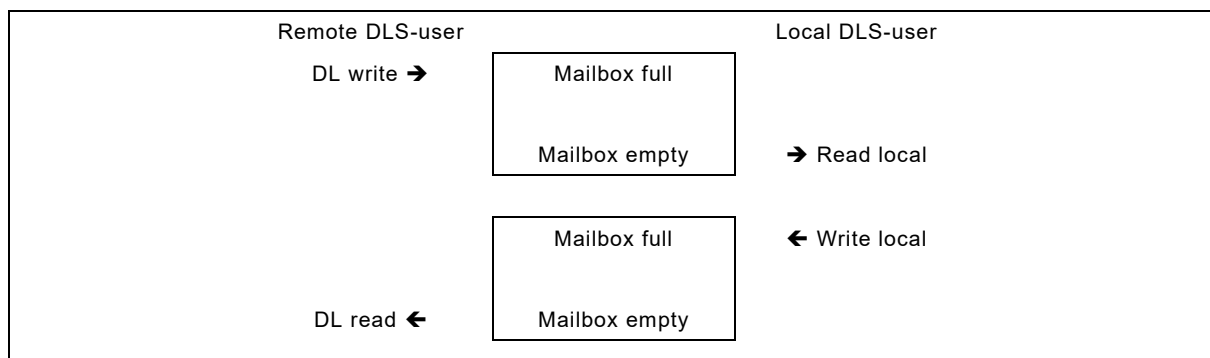 Remote DLS-user Local DLS-user
DL write → Mailbox full
Mailbox empty → Read local
Mailbox full ← Write local
DL read ← Mailbox empty